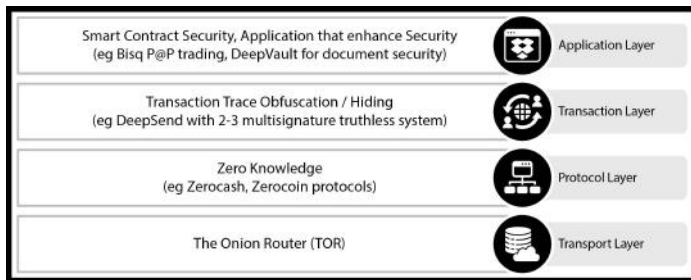 Smart Contract Security, Application that enhance Security
(eg Bisq P@P trading, DeepVault for document security)
Application Layer
Transaction Trace Obfuscation / Hiding
(eg DeepSend with 2-3 multisignature truthless system)
Transaction Layer
Zero Knowledge
(eg Zerocash, Zerocoin protocols)
Protocol Layer
The Onion Router (TOR)
Transport Layer